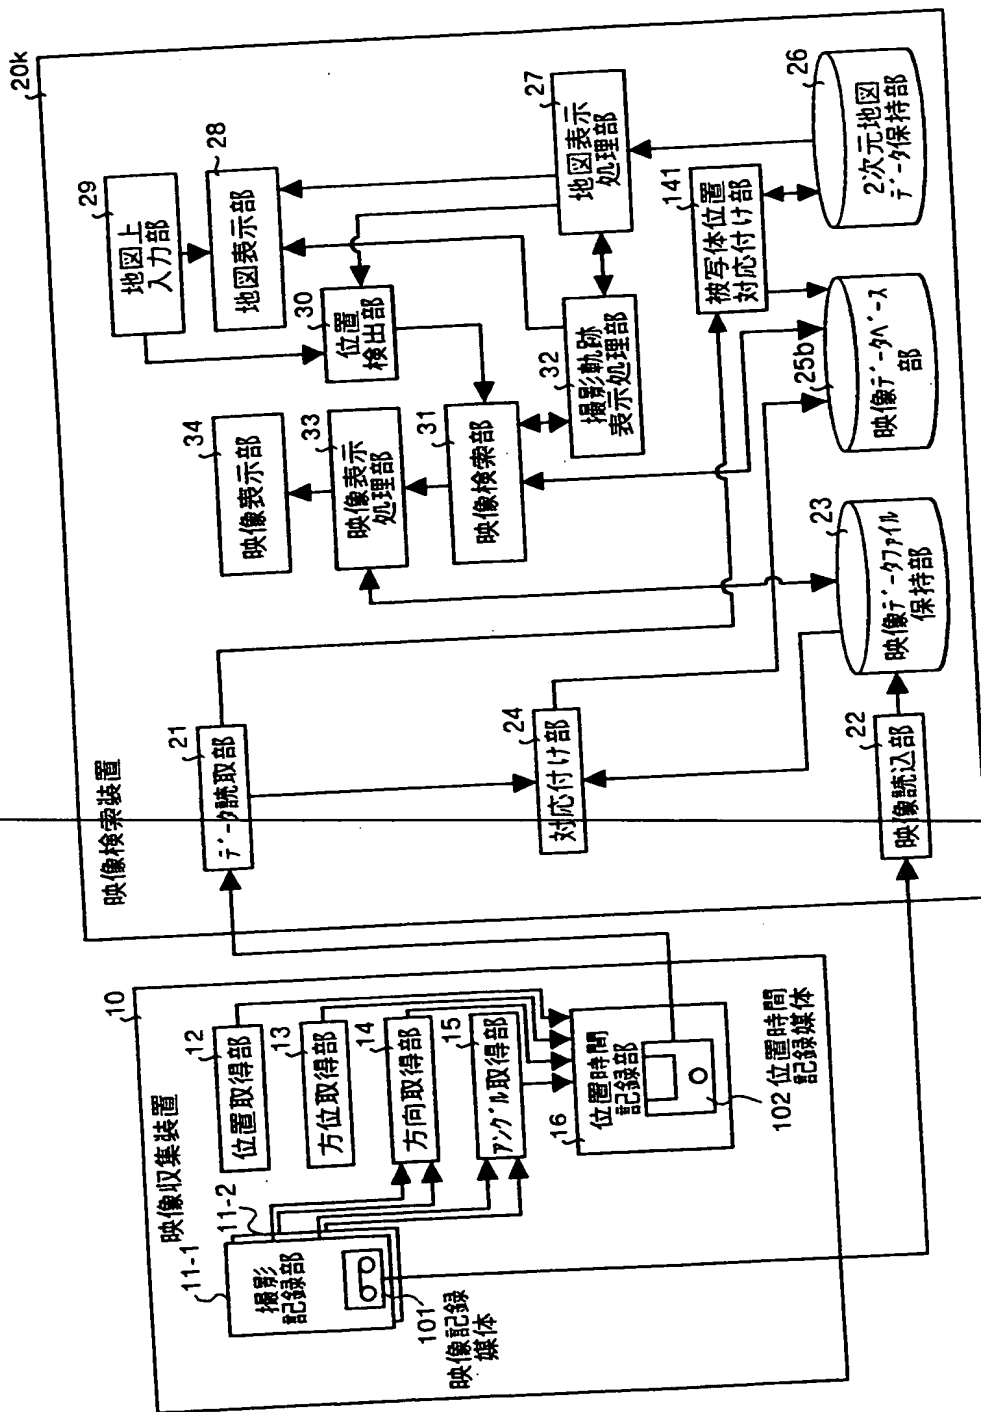 映像収集装置
10
11-1
11-2
撮影
記録部
101
映像記録
媒体
12
位置取得部
13
方位取得部
14
方向取得部
15
アングル取得部
16
位置時間
記録部
102 位置時間
記録媒体
映像検索装置
20k
21
データ読取部
24
対応付け部
22
映像読込部
23
映像データファイル
保持部
34
映像表示部
33
映像表示
処理部
31
映像検索部
29
地図上
入力部
28
地図表示部
30
位置
検出部
32
撮影軌跡
表示処理部
27
地図表示
処理部
141
被写体位置
対応付け部
25b
映像データベース
部
26
2次元地図
データ保持部